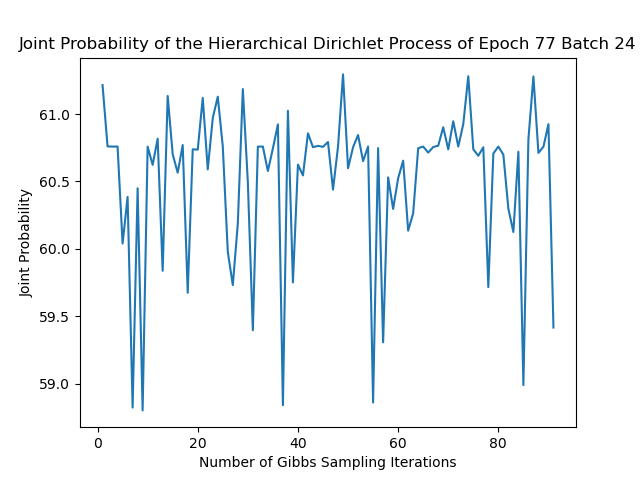 Joint Probability of the Hierarchical Dirichlet Process of Epoch 77 Batch 24
61.0
60.5
60.0
59.5
59.0
Joint Probability
0 20 40 60 80
Number of Gibbs Sampling Iterations